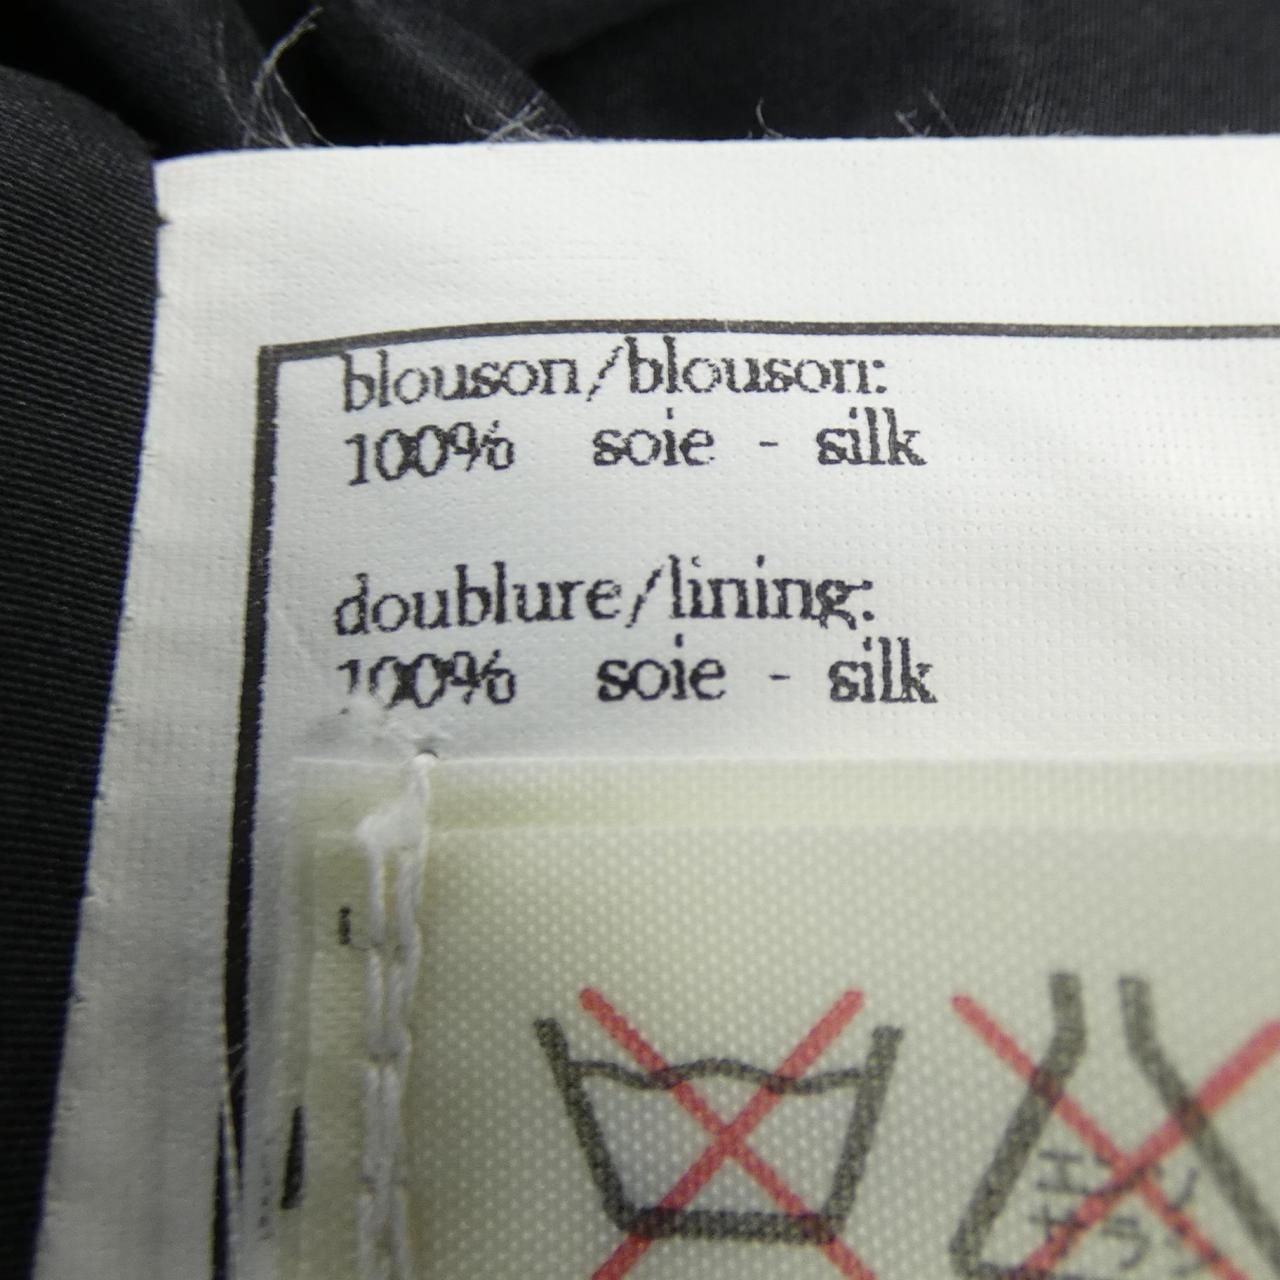 blouson/blouson:
100% soie - silk
doublure/lining:
100% soie - silk